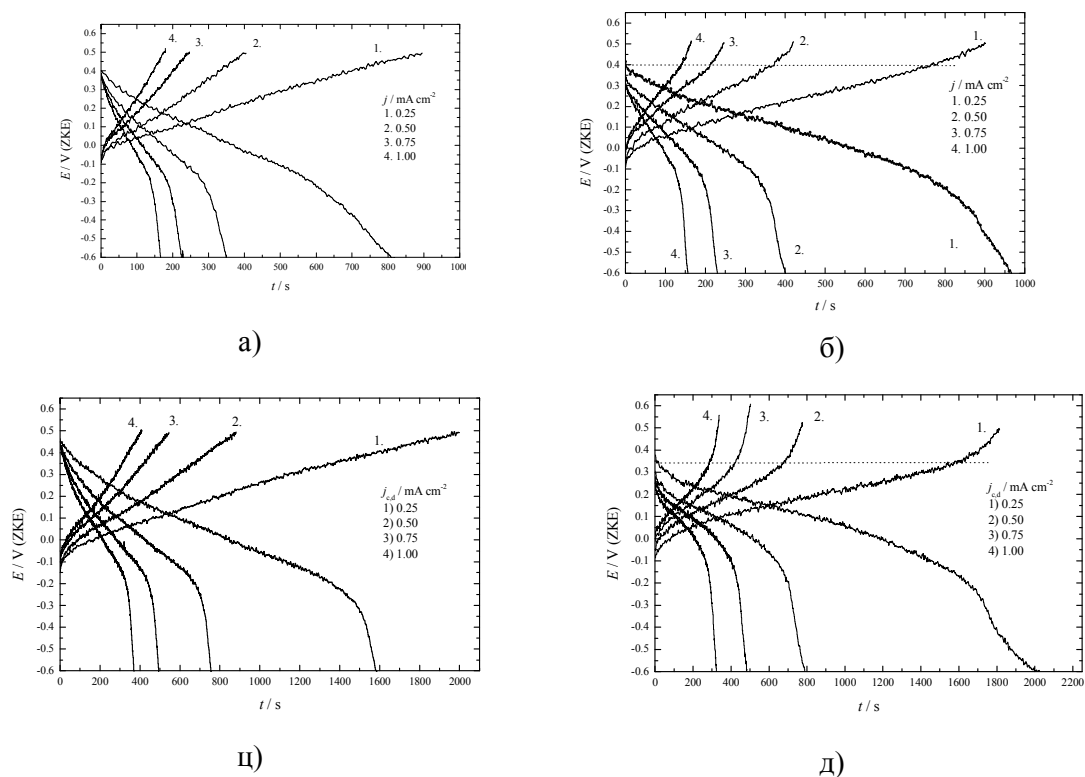 4. 3. 2. 1.
j / mA cm⁻²
1. 0.25
2. 0.50
3. 0.75
4. 1.00
0.6
0.5
0.4
0.3
0.2
0.1
0.0
-0.1
-0.2
-0.3
-0.4
-0.5
-0.6
E / V (ZKE)
0 100 200 300 400 500 600 700 800 900 1000
t / s
а)
4. 3. 2. 1.
j / mA cm⁻²
1. 0.25
2. 0.50
3. 0.75
4. 1.00
4. 3. 2. 1.
0.6
0.5
0.4
0.3
0.2
0.1
0.0
-0.1
-0.2
-0.3
-0.4
-0.5
-0.6
E / V (ZKE)
0 100 200 300 400 500 600 700 800 900 1000
t / s
б)
4. 3. 2. 1.
j c,d / mA cm⁻²
1) 0.25
2) 0.50
3) 0.75
4) 1.00
0.6
0.5
0.4
0.3
0.2
0.1
0.0
-0.1
-0.2
-0.3
-0.4
-0.5
-0.6
E / V (ZKE)
0 200 400 600 800 1000 1200 1400 1600 1800 2000
t / s
ц)
4. 3. 2. 1.
j c,d / mA cm⁻²
1) 0.25
2) 0.50
3) 0.75
4) 1.00
0.6
0.5
0.4
0.3
0.2
0.1
0.0
-0.1
-0.2
-0.3
-0.4
-0.5
-0.6
E / V (ZKE)
0 200 400 600 800 1000 1200 1400 1600 1800 2000 2200
t / s
д)